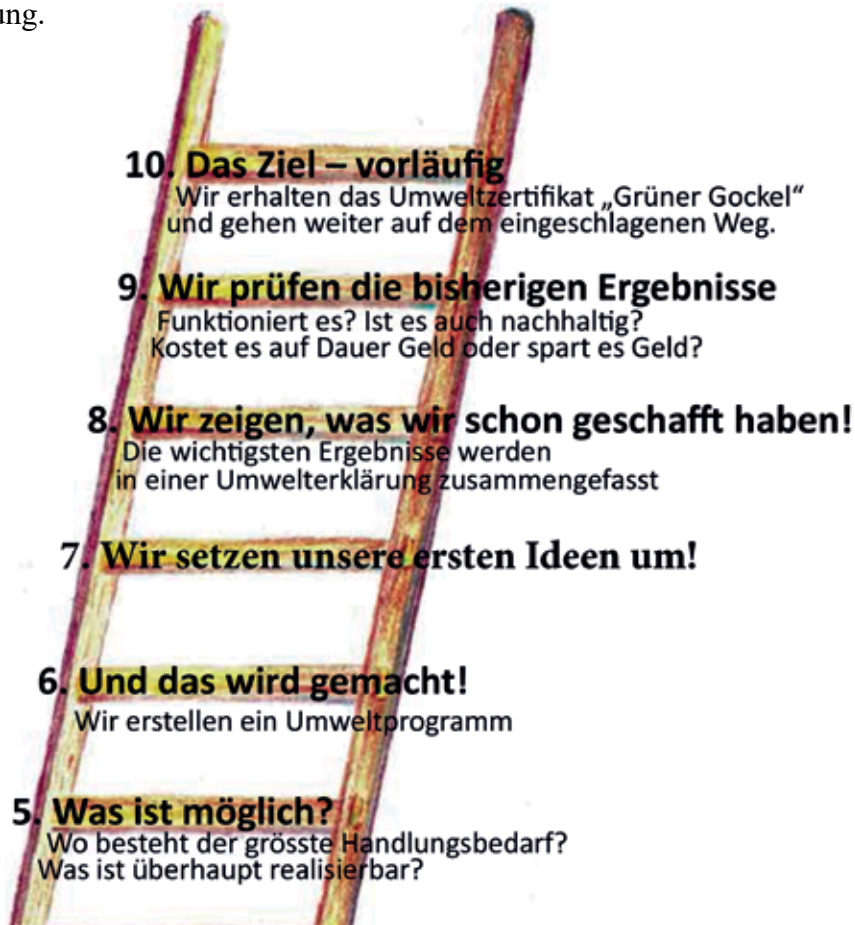 ung.
10. Das Ziel – vorläufig
Wir erhalten das Umweltzertifikat „Grüner Gockel“
und gehen weiter auf dem eingeschlagenen Weg.
9. Wir prüfen die bisherigen Ergebnisse
Funktioniert es? Ist es auch nachhaltig?
Kostet es auf Dauer Geld oder spart es Geld?
8. Wir zeigen, was wir schon geschafft haben!
Die wichtigsten Ergebnisse werden
in einer Umwelterklärung zusammengefasst
7. Wir setzen unsere ersten Ideen um!
6. Und das wird gemacht!
Wir erstellen ein Umweltprogramm
5. Was ist möglich?
Wo besteht der grösste Handlungsbedarf?
Was ist überhaupt realisierbar?